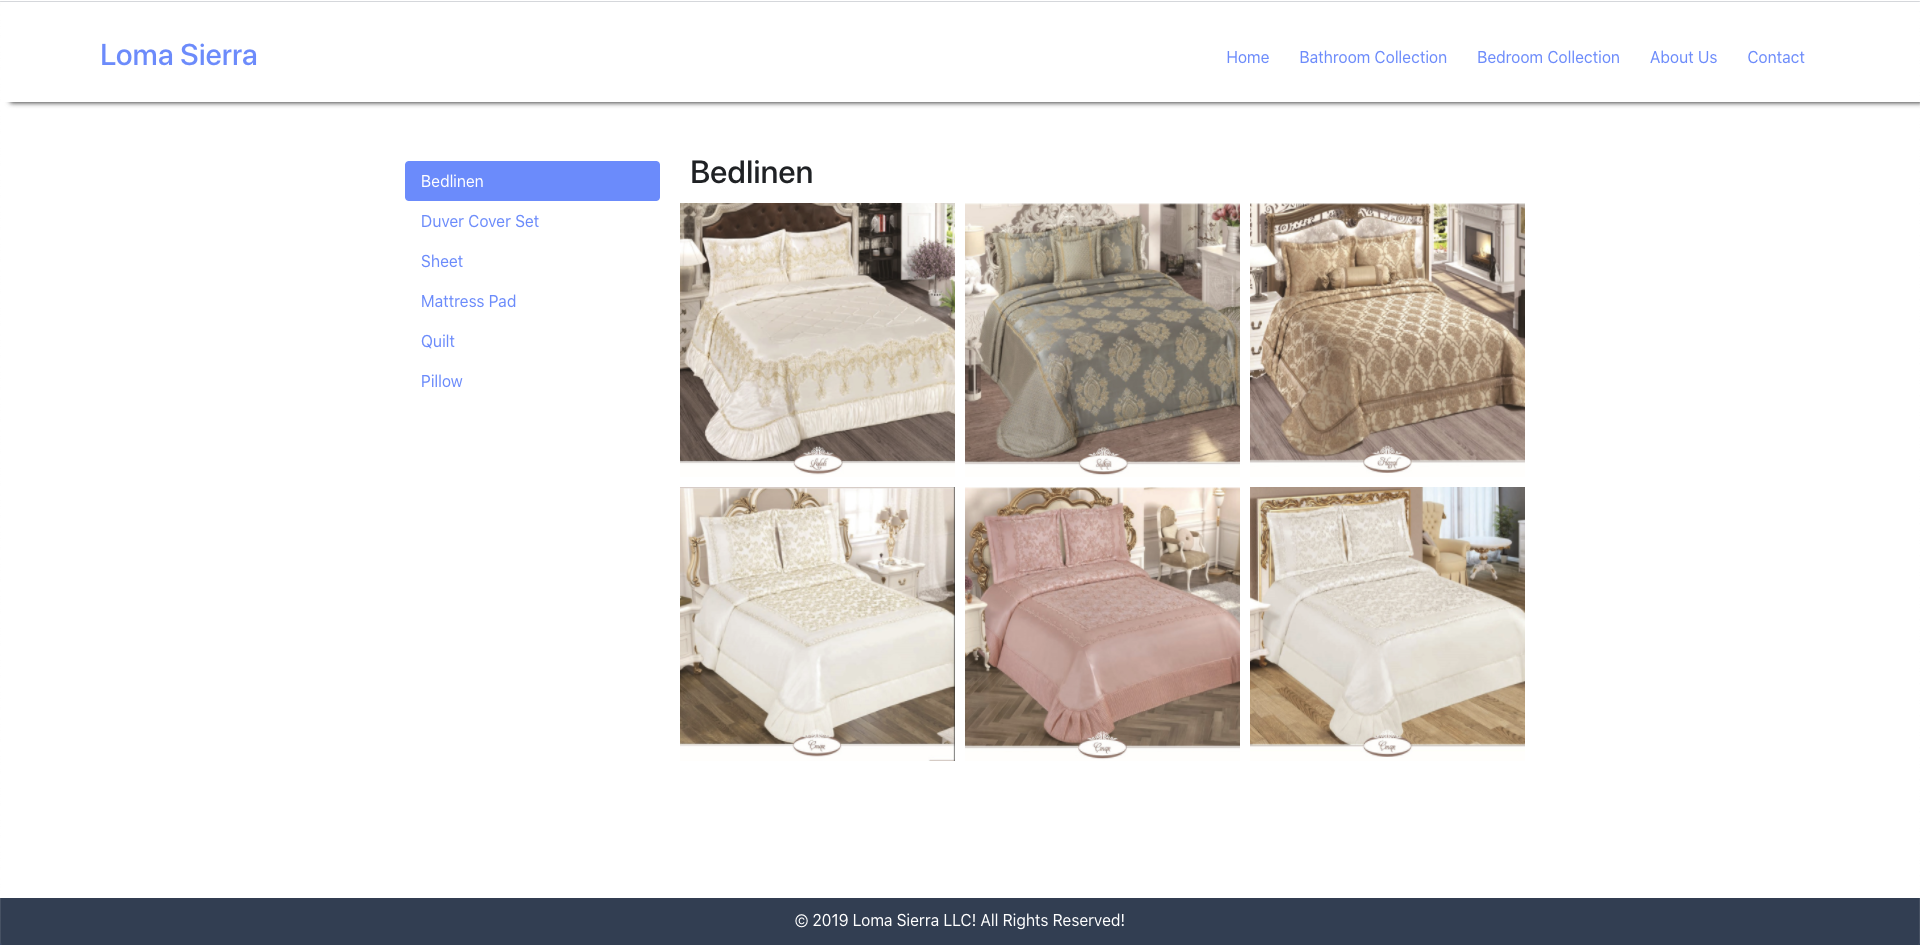 Loma Sierra
Home Bathroom Collection Bedroom Collection About Us Contact
Bedlinen
Duver Cover Set
Sheet
Mattress Pad
Quilt
Pillow
Bedlinen
© 2019 Loma Sierra LLC! All Rights Reserved!